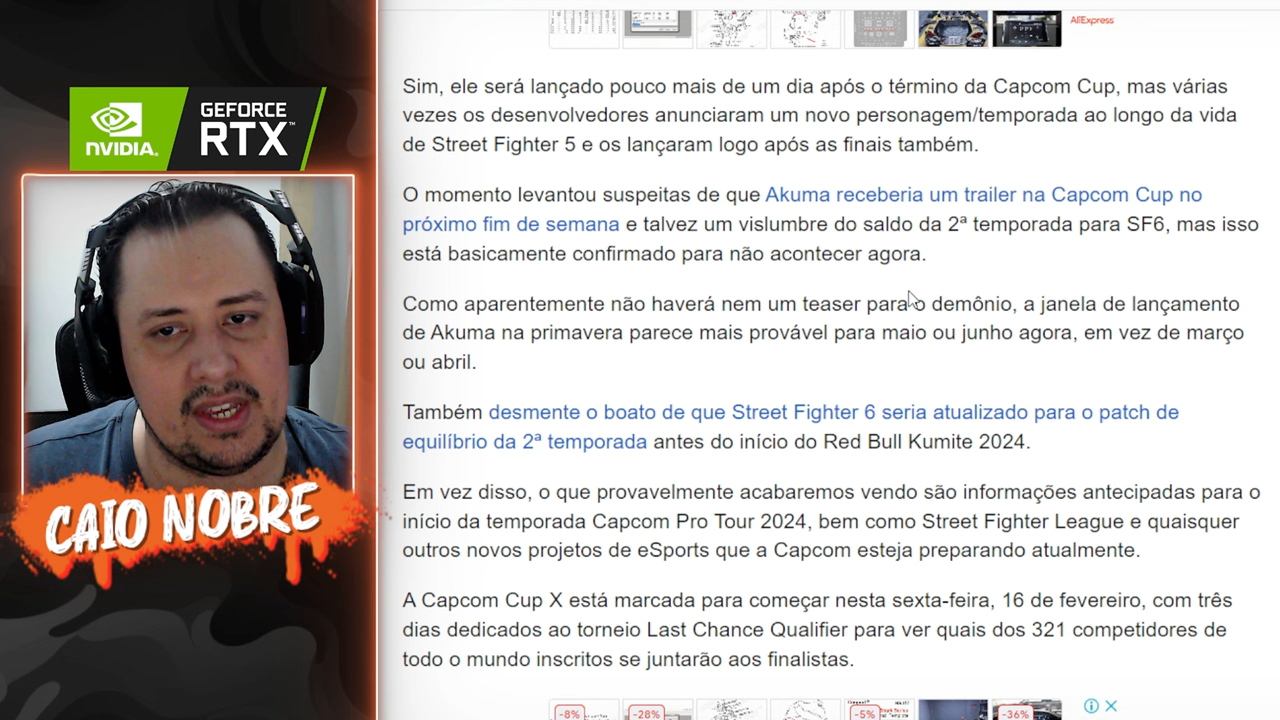 AliExpress
NVIDIA.
GEFORCE
RTX™
CAIO NOBRE
Sim, ele será lançado pouco mais de um dia após o término da Capcom Cup, mas várias
vezes os desenvolvedores anunciaram um novo personagem/temporada ao longo da vida
de Street Fighter 5 e os lançaram logo após as finais também.
O momento levantou suspeitas de que Akuma receberia um trailer na Capcom Cup no
próximo fim de semana e talvez um vislumbre do saldo da 2ª temporada para SF6, mas isso
está basicamente confirmado para não acontecer agora.
Como aparentemente não haverá nem um teaser para o demônio, a janela de lançamento
de Akuma na primavera parece mais provável para maio ou junho agora, em vez de março
ou abril.
Também desmente o boato de que Street Fighter 6 seria atualizado para o patch de
equilíbrio da 2ª temporada antes do início do Red Bull Kumite 2024.
Em vez disso, o que provavelmente acabaremos vendo são informações antecipadas para o
início da temporada Capcom Pro Tour 2024, bem como Street Fighter League e quaisquer
outros novos projetos de eSports que a Capcom esteja preparando atualmente.
A Capcom Cup X está marcada para começar nesta sexta-feira, 16 de fevereiro, com três
dias dedicados ao torneio Last Chance Qualifier para ver quais dos 321 competidores de
todo o mundo inscritos se juntarão aos finalistas.
-8% -28% -5% -36%